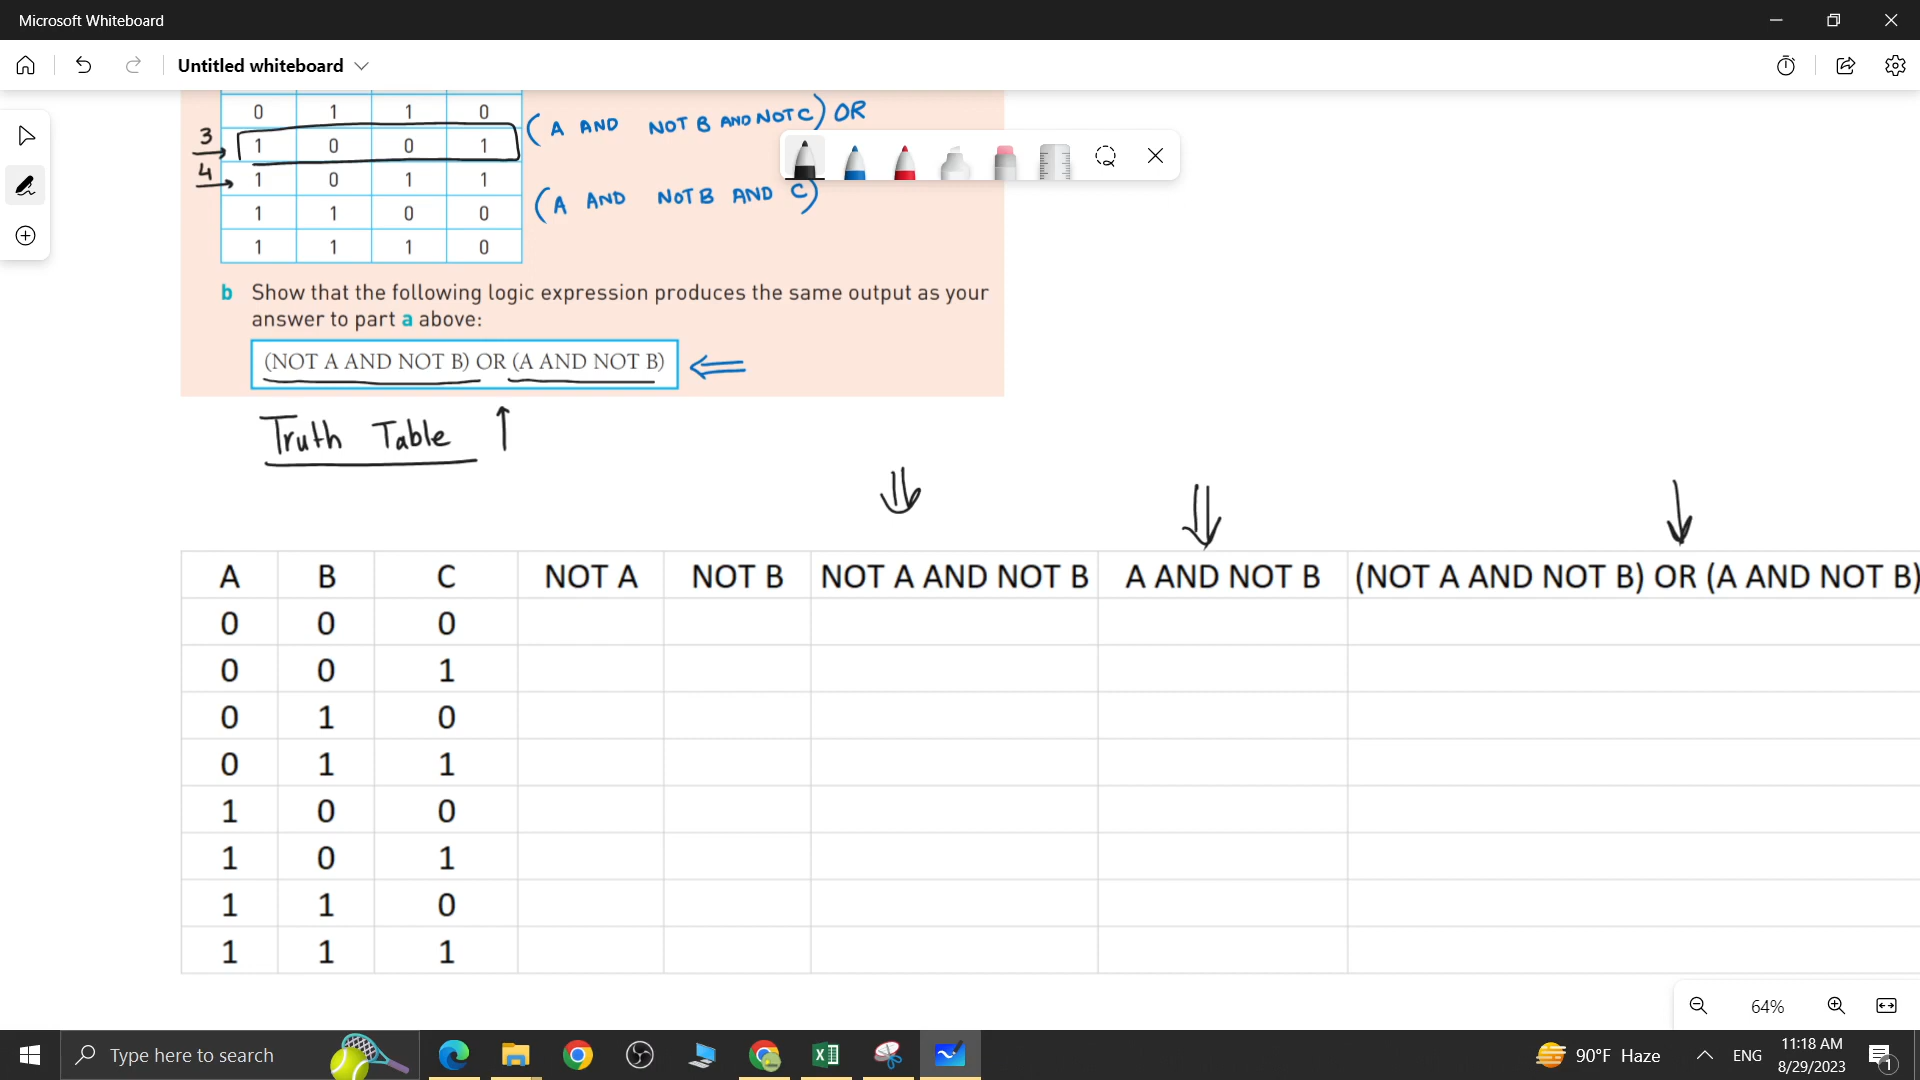 Microsoft Whiteboard
Untitled whiteboard
0 1 1 0
(A AND NOT B AND NOT C) OR
3
1 0 0 1
4
1 0 1 1
(A AND NOT B AND C)
1 1 0 0
1 1 1 0
b Show that the following logic expression produces the same output as your
answer to part a above:
(NOT A AND NOT B) OR (A AND NOT B)
Truth Table
A B C NOT A NOT B NOT A AND NOT B A AND NOT B (NOT A AND NOT B) OR (A AND NOT B)
0 0 0
0 0 1
0 1 0
0 1 1
1 0 0
1 0 1
1 1 0
1 1 1
64%
Type here to search
90°F Haze
ENG
11:18 AM
8/29/2023
1